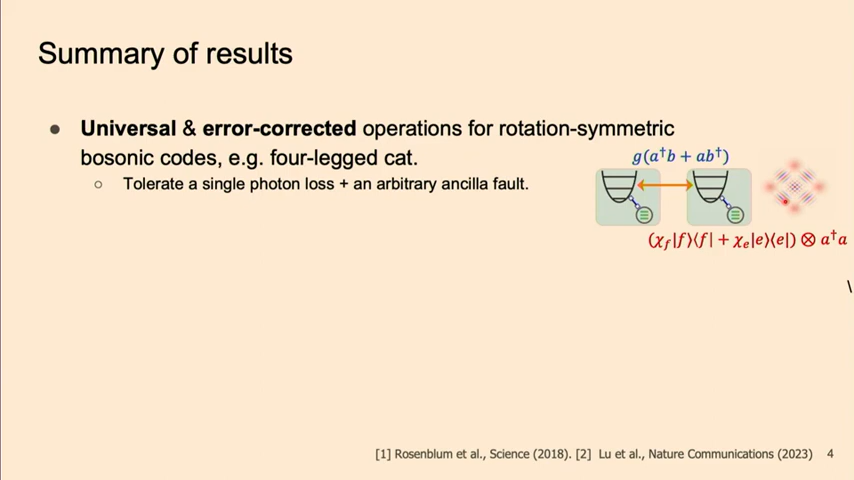 Summary of results
● Universal & error-corrected operations for rotation-symmetric
bosonic codes, e.g. four-legged cat.
○ Tolerate a single photon loss + an arbitrary ancilla fault.
g(a†b + ab†)
(χ_f|f⟩⟨f| + χ_e|e⟩⟨e|) ⊗ a†a
\
[1] Rosenblum et al., Science (2018). [2] Lu et al., Nature Communications (2023) 4